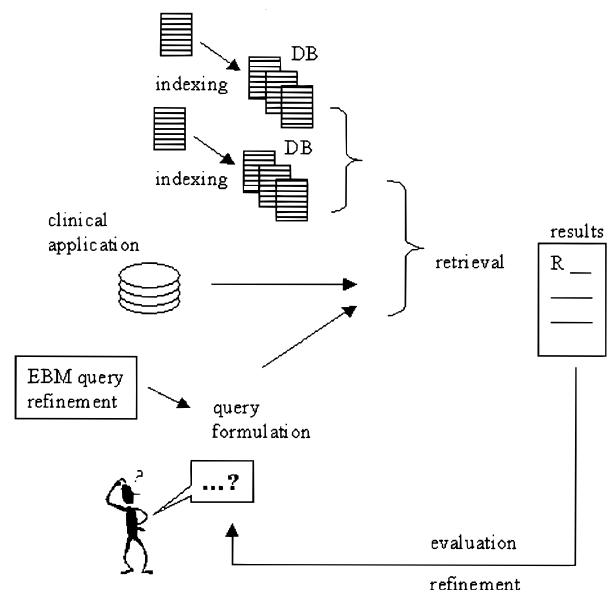 DB
indexing
DB
indexing
clinical
application
results
R
retrieval
EBM query
refinement
query
formulation
?
...?
evaluation
refinement